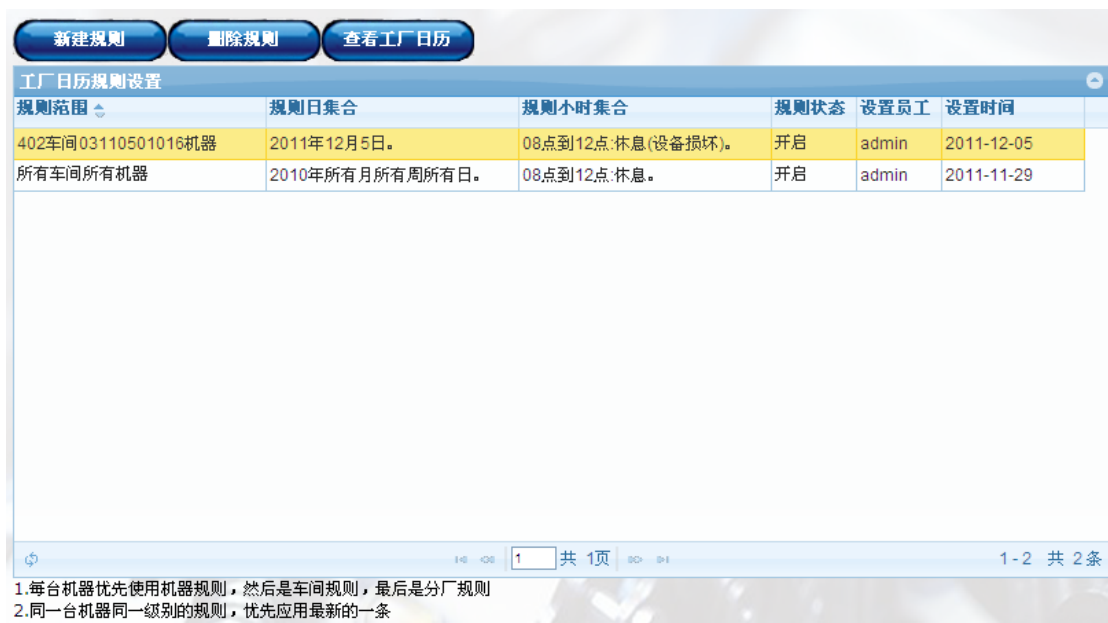 新建规则 删除规则 查看工厂日历
工厂日历规则设置
规则范围 规则日集合 规则小时集合 规则状态 设置员工 设置时间
402车间03110501016机器 2011年12月5日。 08点到12点:休息(设备损坏)。 开启 admin 2011-12-05
所有车间所有机器 2010年所有月所有周所有日。 08点到12点:休息。 开启 admin 2011-11-29
1 共 1页 1-2 共 2条
1.每台机器优先使用机器规则，然后是车间规则，最后是分厂规则
2.同一台机器同一级别的规则，优先应用最新的一条